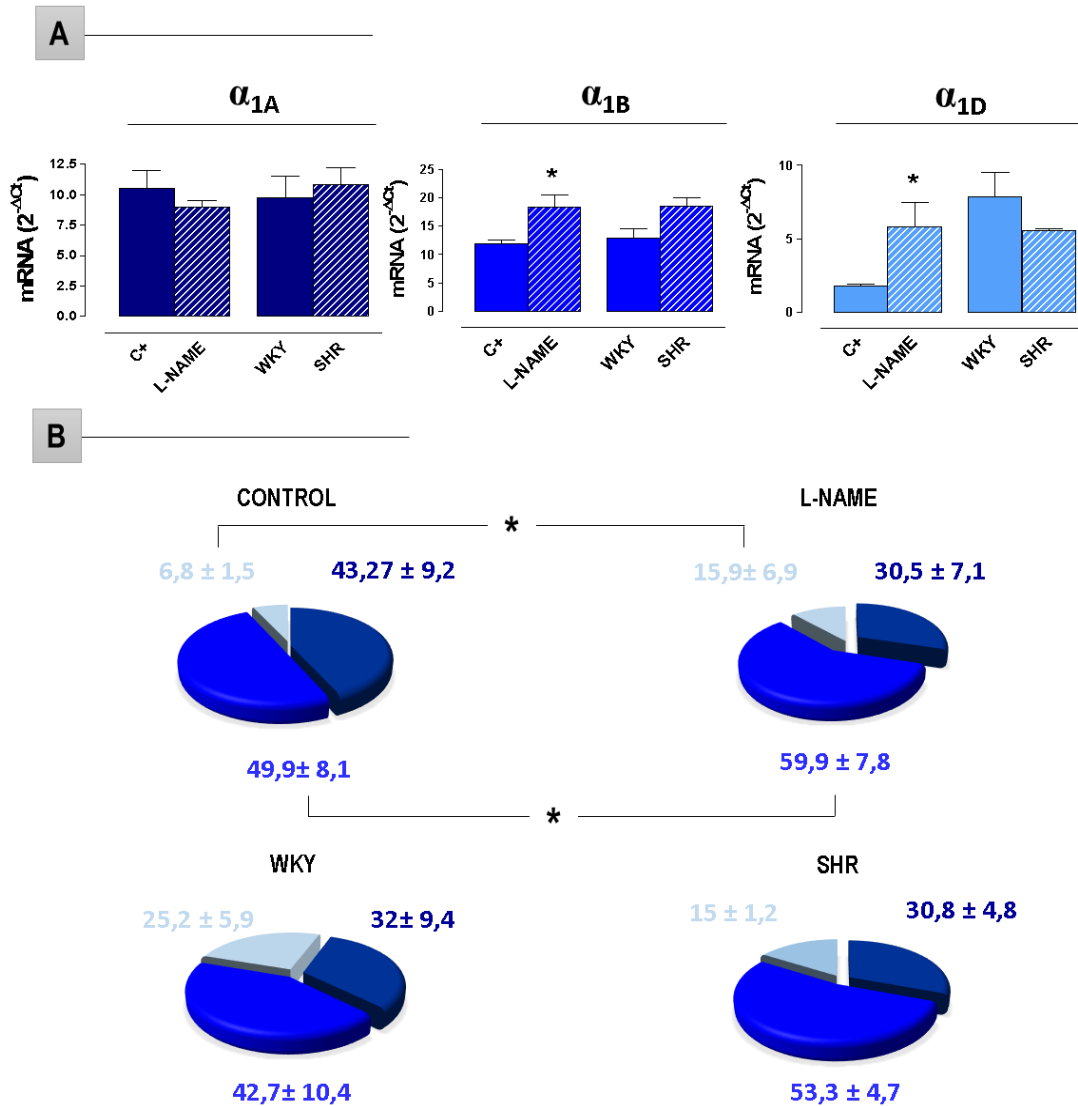 A
α1A
α1B
α1D
mRNA (2-ΔCt)
12.5
10.0
7.5
5.0
2.5
0.0
C+
L-NAME
WKY
SHR
mRNA (2-ΔCt)
25
20
15
10
5
0
*
C+
L-NAME
WKY
SHR
mRNA (2-ΔCt)
10
5
0
*
C+
L-NAME
WKY
SHR
B
CONTROL
L-NAME
*
6,8 ± 1,5
43,27 ± 9,2
15,9± 6,9
30,5 ± 7,1
49,9± 8,1
59,9 ± 7,8
*
WKY
SHR
25,2 ± 5,9
32± 9,4
15 ± 1,2
30,8 ± 4,8
42,7± 10,4
53,3 ± 4,7